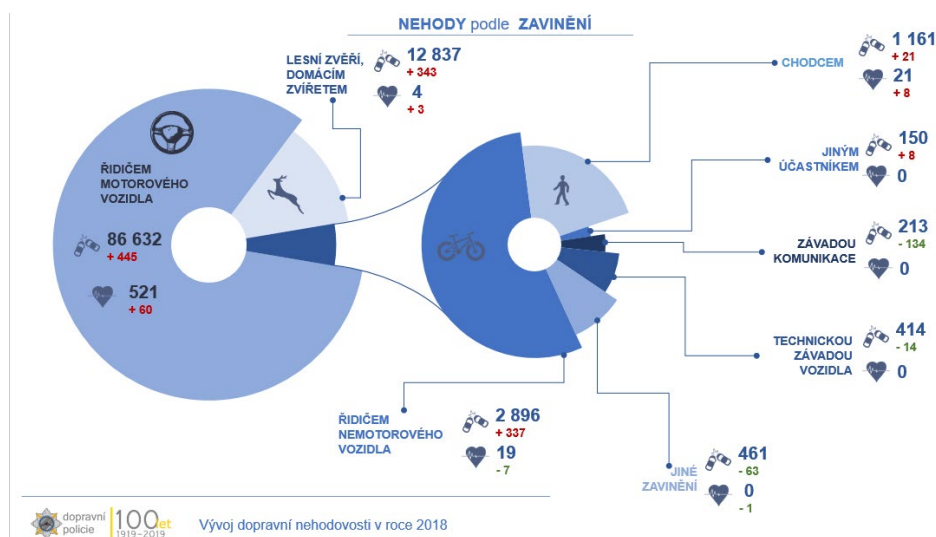 NEHODY podle ZAVINĚNÍ
LESNÍ ZVĚŘÍ,
DOMÁCÍM
ZVÍŘETEM
12 837
+ 343
4
+ 3
ŘIDIČEM
MOTOROVÉHO
VOZIDLA
86 632
+ 445
521
+ 60
CHODCEM
1 161
+ 21
21
+ 8
JINÝM
ÚČASTNÍKEM
150
+ 8
0
ZÁVADOU
KOMUNIKACE
213
- 134
0
TECHNICKOU
ZÁVADOU
VOZIDLA
414
- 14
0
ŘIDIČEM
NEMOTOROVÉHO
VOZIDLA
2 896
+ 337
19
- 7
JINÉ
ZAVINĚNÍ
461
- 63
0
- 1
dopravní
policie
100let
1919-2019
Vývoj dopravní nehodovosti v roce 2018